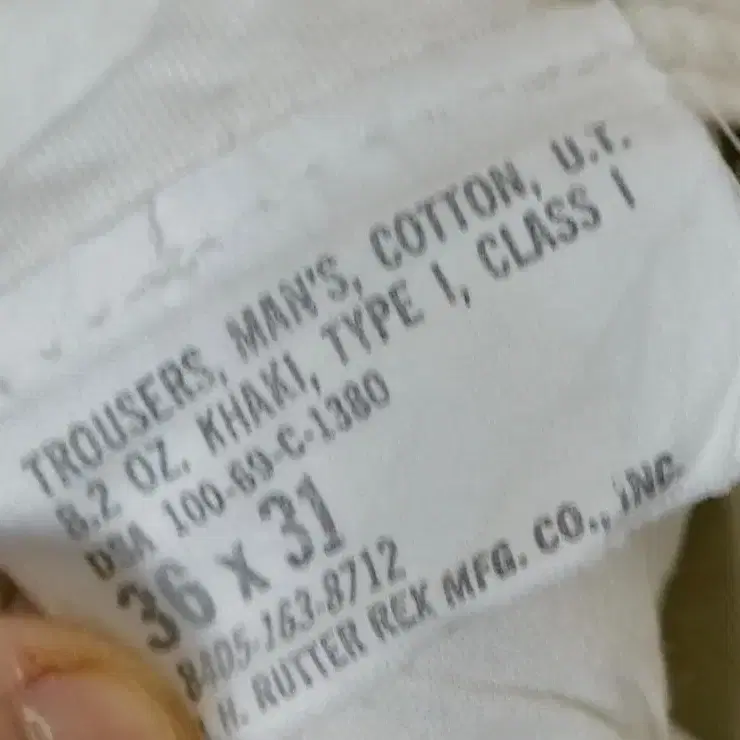 TROUSERS, MAN'S, COTTON, U.T.
8.2 OZ. KHAKI, TYPE I, CLASS I
DSA 100-69-C-1380
36 X 31
8405-163-8712
H. RUTTER REX MFG. CO., INC.